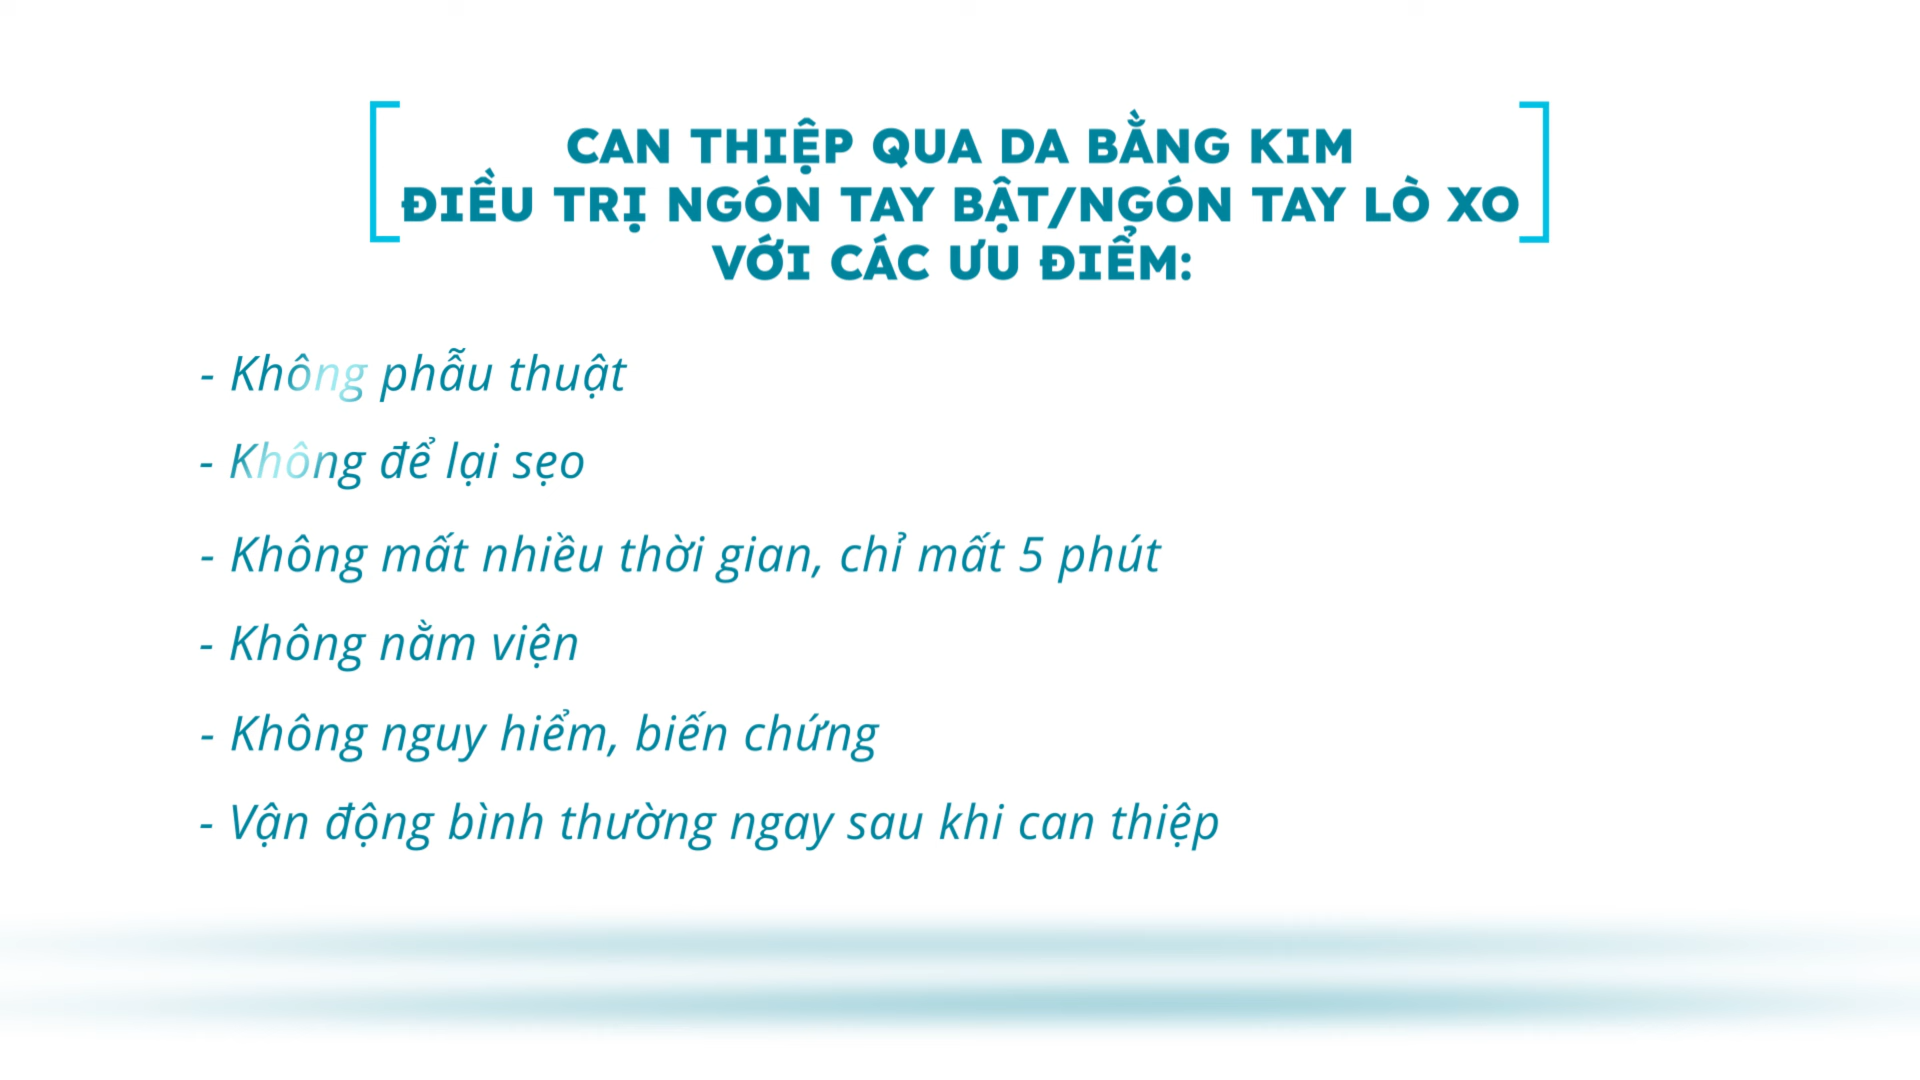 CAN THIỆP QUA DA BẰNG KIM
ĐIỀU TRỊ NGÓN TAY BẬT/NGÓN TAY LÒ XO
VỚI CÁC ƯU ĐIỂM:
- Không phẫu thuật
- Không để lại sẹo
- Không mất nhiều thời gian, chỉ mất 5 phút
- Không nằm viện
- Không nguy hiểm, biến chứng
- Vận động bình thường ngay sau khi can thiệp